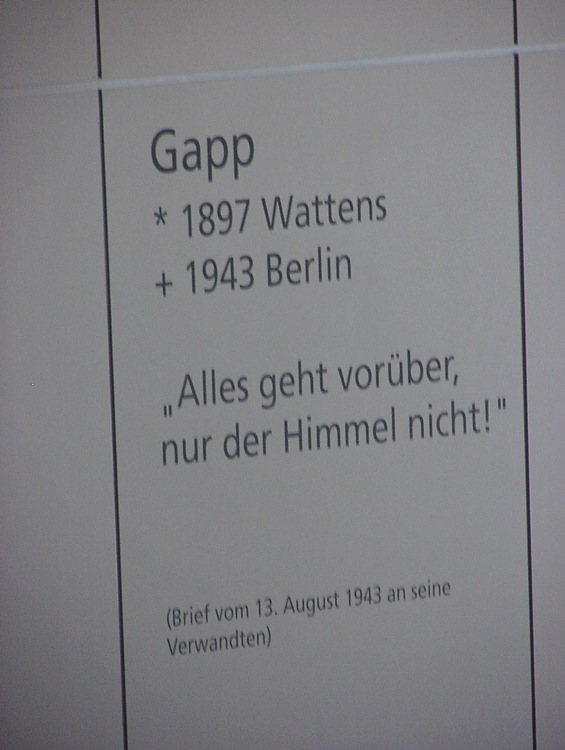 Gapp
* 1897 Wattens
+ 1943 Berlin
„Alles geht vorüber,
nur der Himmel nicht!"
(Brief vom 13. August 1943 an seine
Verwandten)